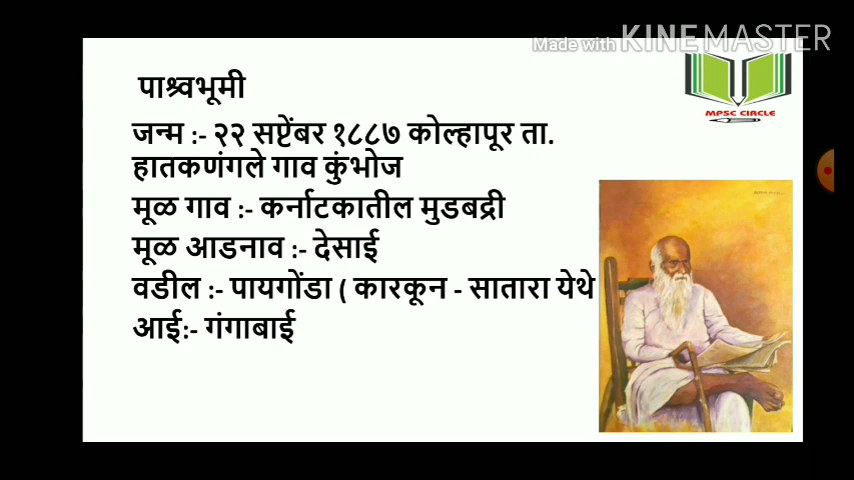 Made with KINEMASTER
MPSC CIRCLE
पाश्र्वभूमी
जन्म :- २२ सप्टेंबर १८८७ कोल्हापूर ता.
हातकणंगले गाव कुंभोज
मूळ गाव :- कर्नाटकातील मुडबद्री
मूळ आडनाव :- देसाई
वडील :- पायगोंडा ( कारकून - सातारा येथे
आई:- गंगाबाई